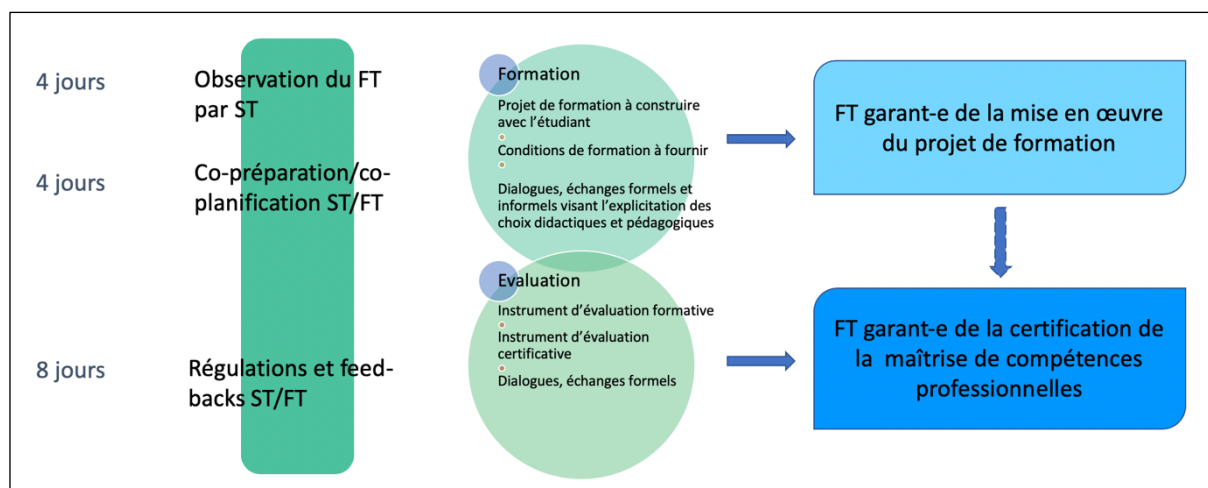 4 jours
Observation du FT
par ST
4 jours
Co-préparation/co-
planification ST/FT
8 jours
Régulations et feed-
backs ST/FT
Formation
Projet de formation à construire
avec l'étudiant
Conditions de formation à fournir
Dialogues, échanges formels et
informels visant l'explicitation des
choix didactiques et pédagogiques
Evaluation
Instrument d'évaluation formative
Instrument d'évaluation
certificative
Dialogues, échanges formels
FT garant-e de la mise en œuvre
du projet de formation
FT garant-e de la certification de
la maîtrise de compétences
professionnelles